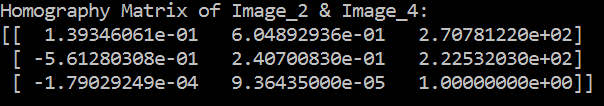 Homography Matrix of Image_2 & Image_4:
[[ 1.39346061e-01 6.04892936e-01 2.70781220e+02]
[ -5.61280308e-01 2.40700830e-01 2.22532030e+02]
[ -1.79029249e-04 9.36435000e-05 1.00000000e+00]]